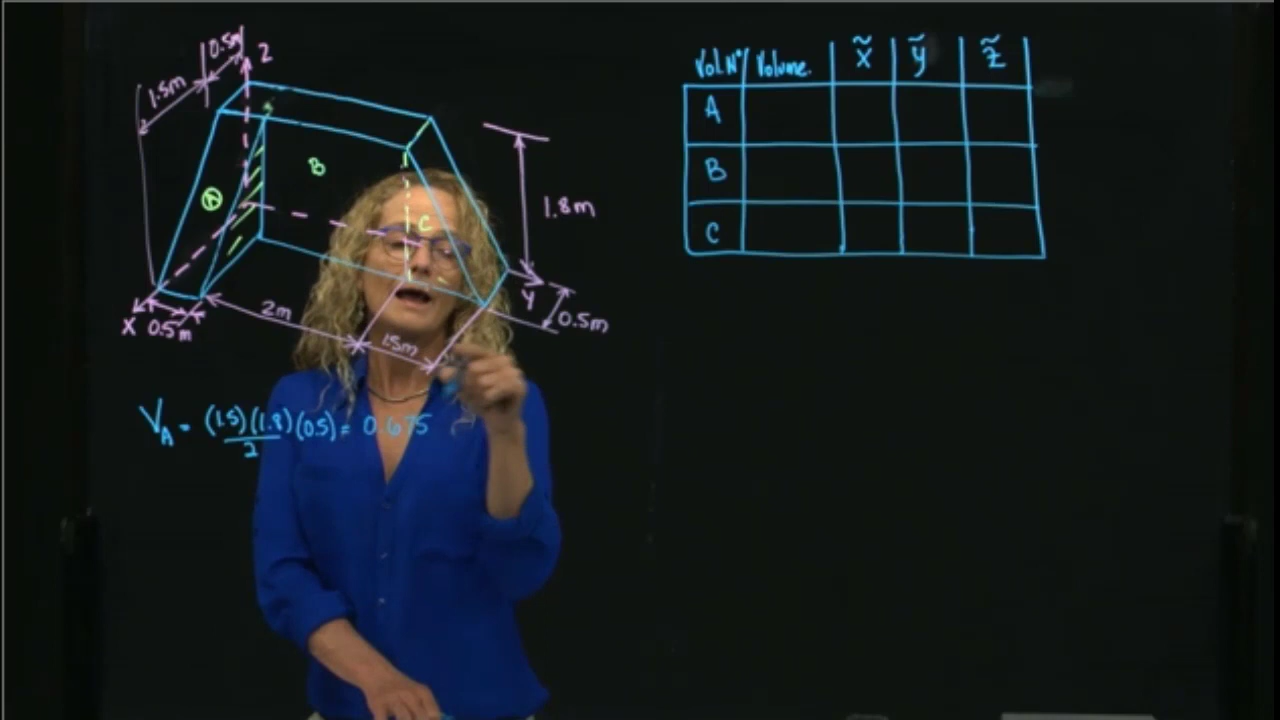 0.5m
1.5m
Z
A
B
C
1.8m
Y
0.5m
X 0.5m
2m
1.5m
V_A = (1.5)(1.8)/2 (0.5) = 0.675
Vol.N° Volume. x̃ ỹ z̃
A
B
C